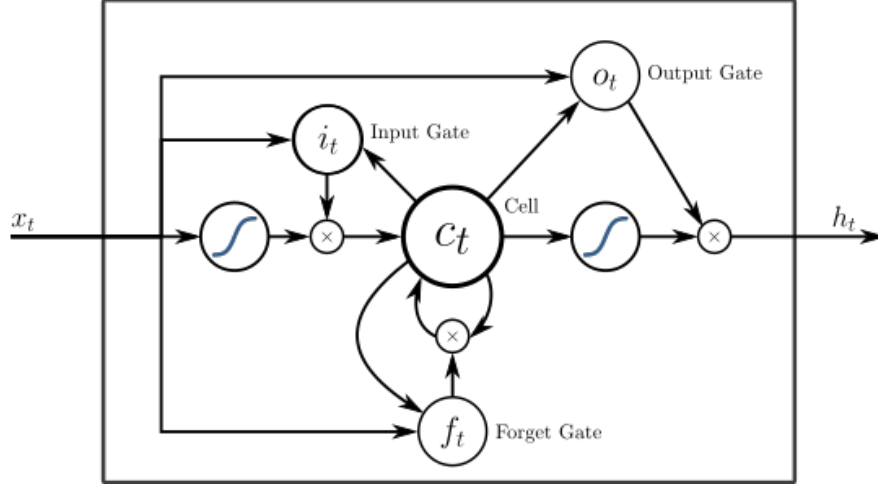 o_t Output Gate
i_t Input Gate
x_t
×
c_t
Cell
×
h_t
×
f_t Forget Gate